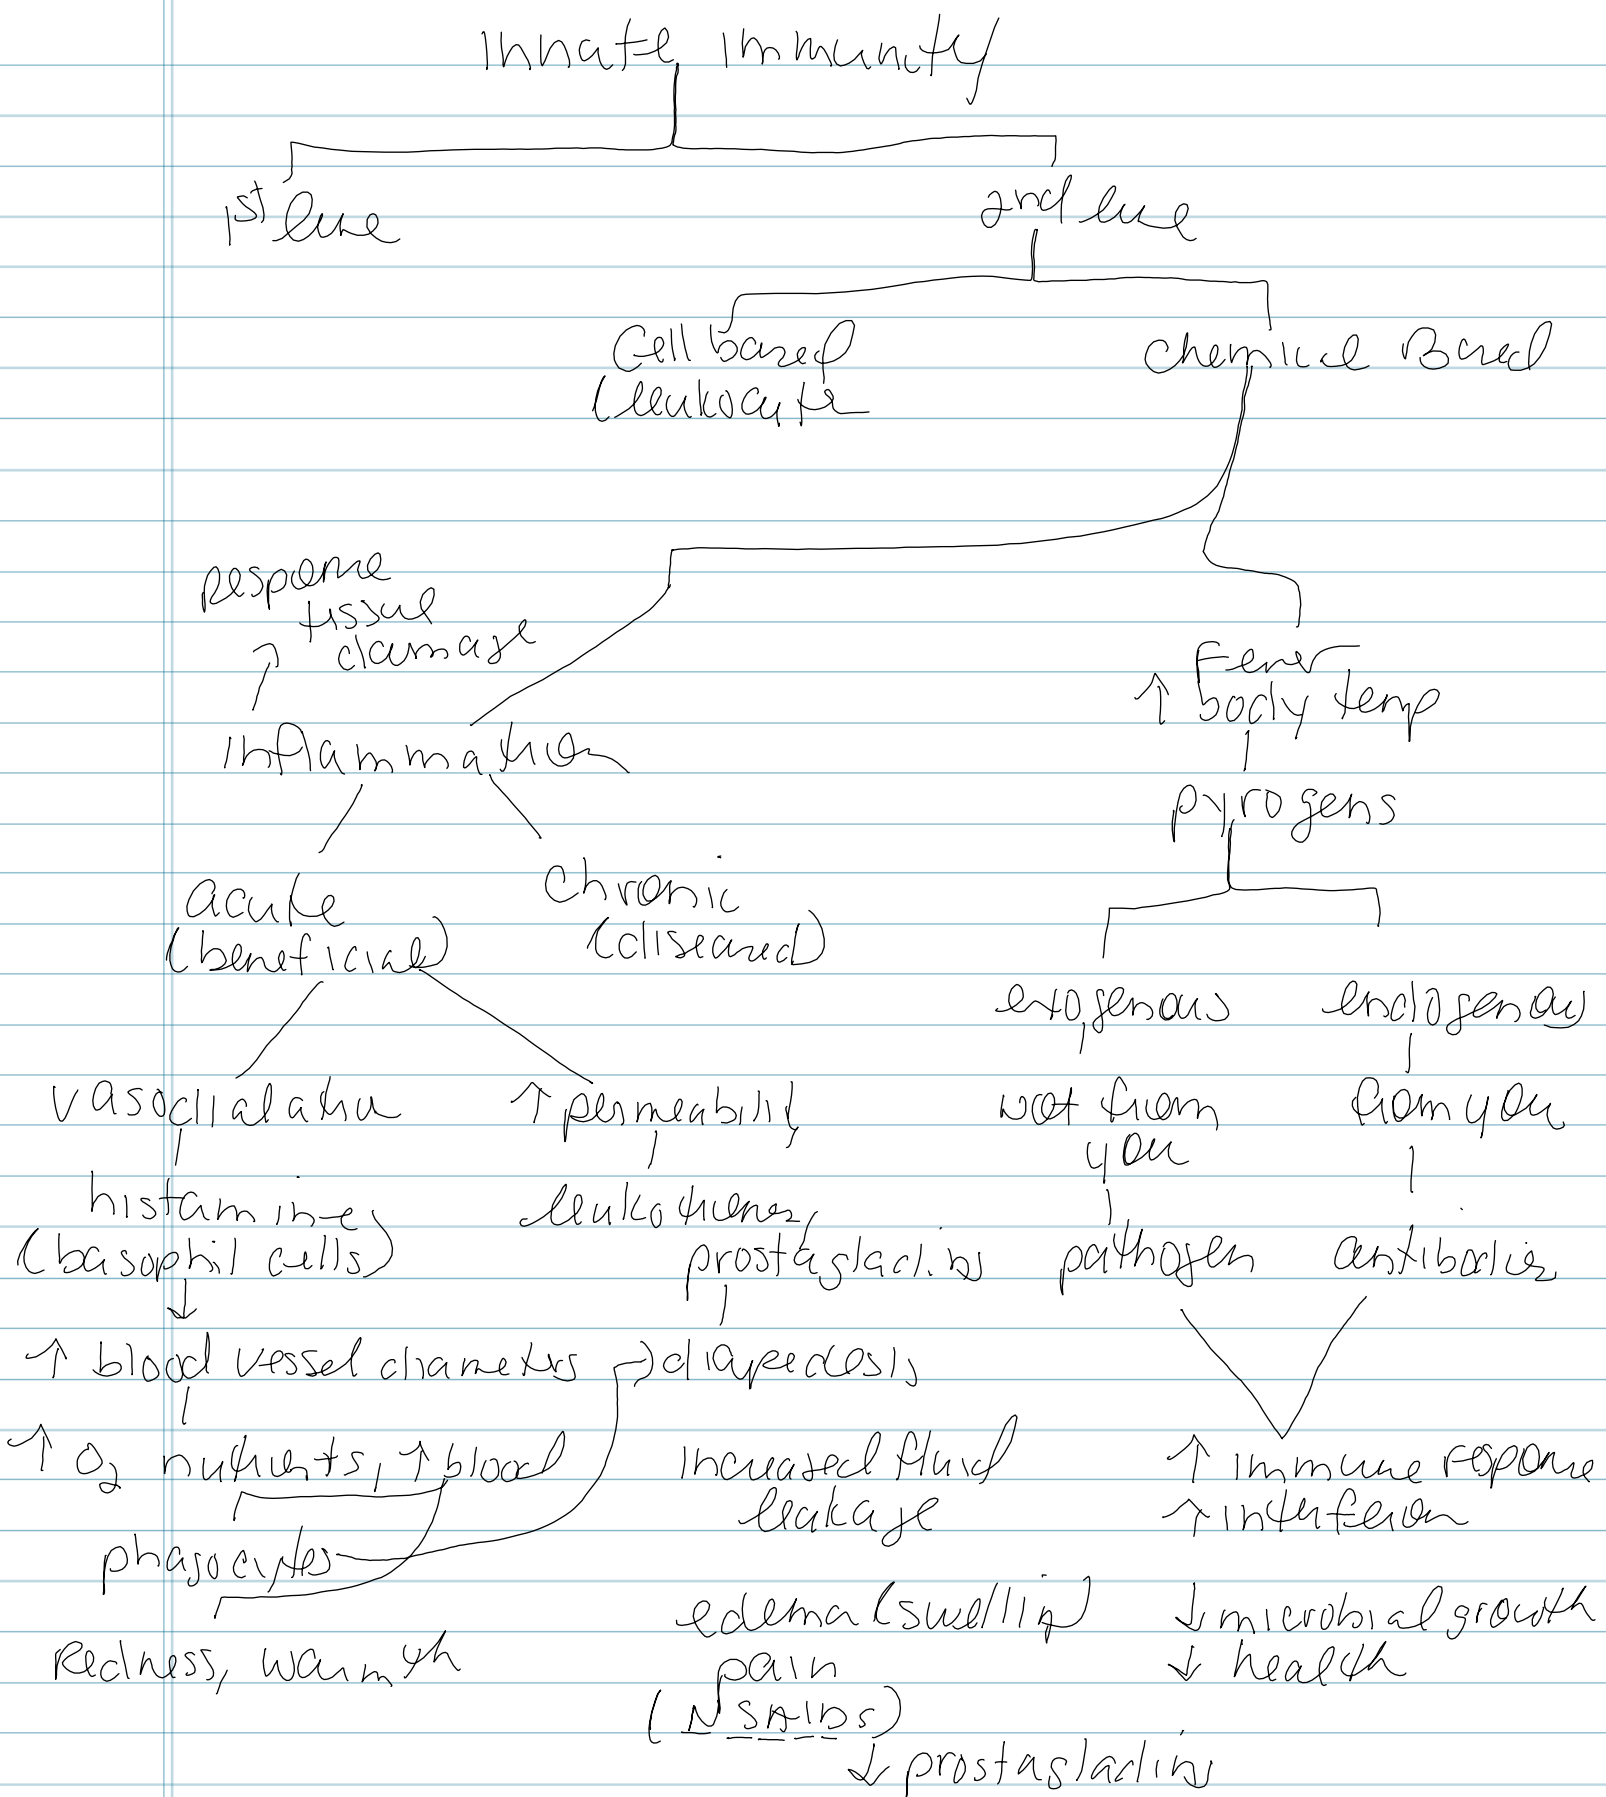 Innate Immunity
1st line
2nd line
Cell based
(leukocyte
Chemical Based
Response
tissue
damage
Inflammation
Fever
↑ body temp
pyrogens
acute
(beneficial)
Chronic
(diseased)
exogenous
endogenous
vasodialation
↑ permeability
not from
you
from you
histamine,
(basophil cells)
leukotrienes,
prostagladins
pathogen
antibodies
↑ blood vessel diameters
diapedesis
↑ O2 nutrients, ↑ blood
Increased fluid
leakage
↑ immune response
↑ interferon
phagocytes
edema (swelling)
↓ microbial growth
Redness, warmth
pain
↓ health
(NSAIDs)
↓ prostagladins